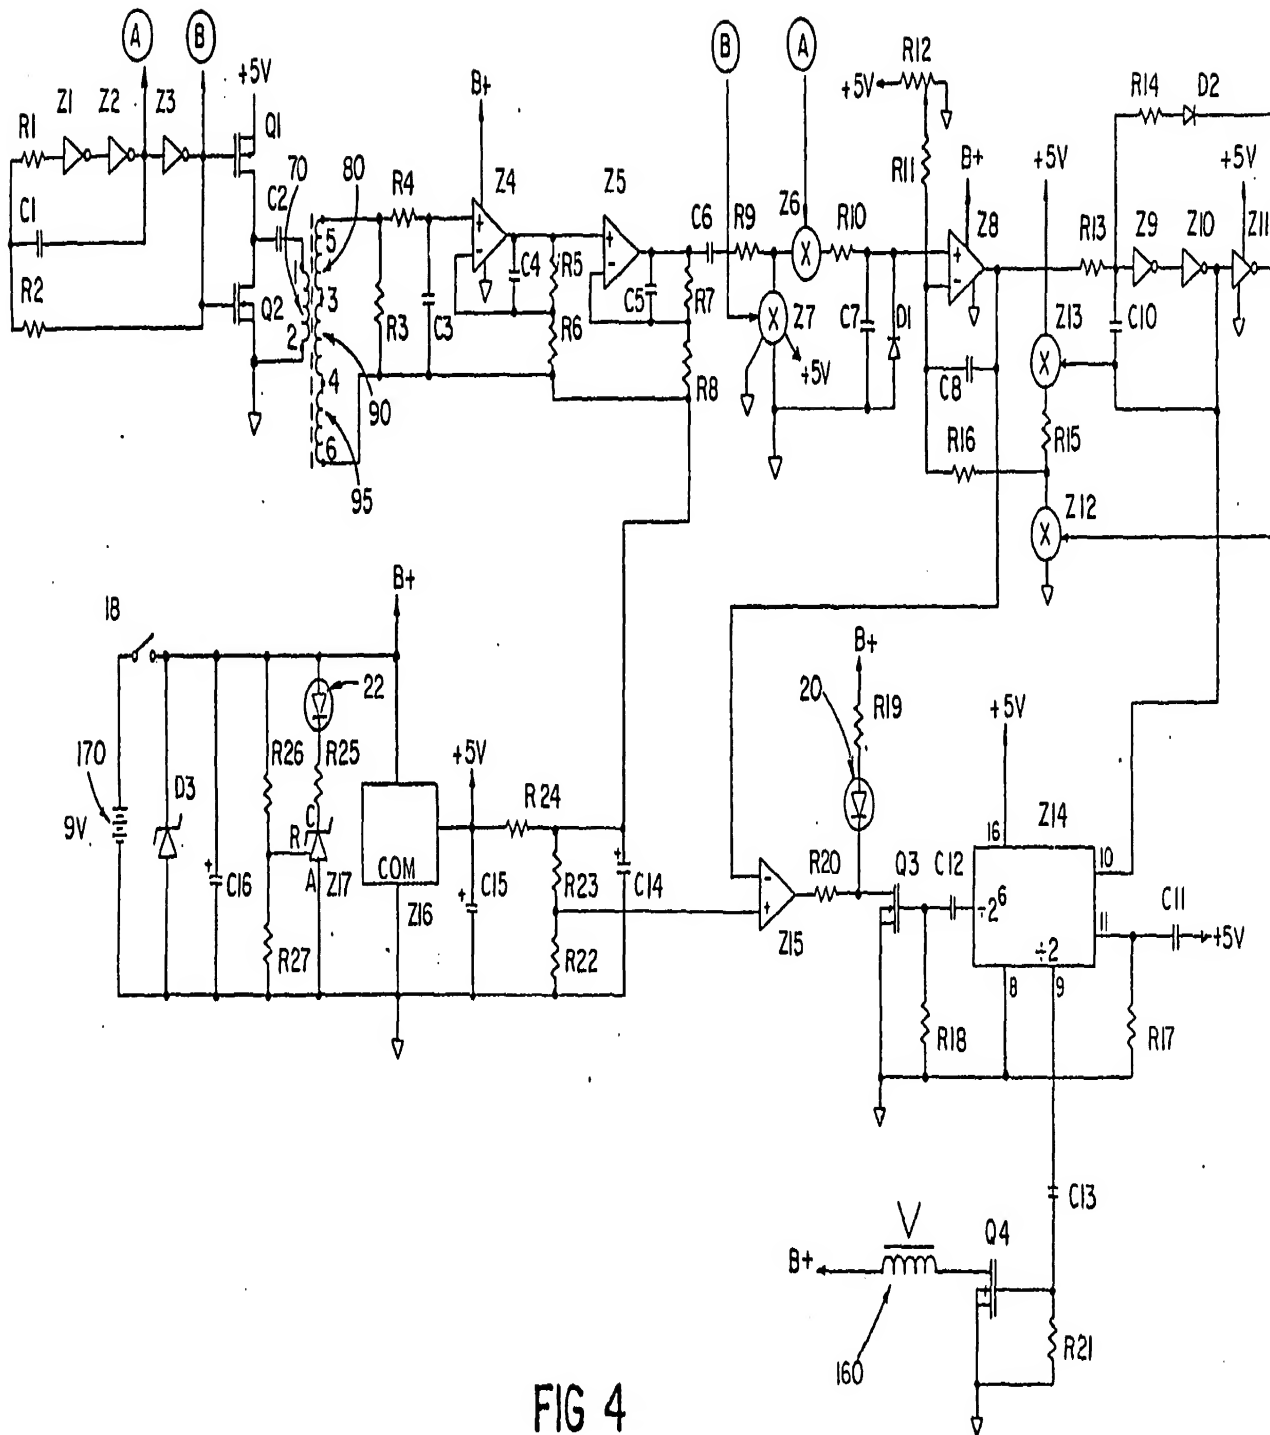 A B B A
+5V B+ +5V R12
R1 Z1 Z2 Z3 Q1 R14 D2
70 80 R4 Z4 Z5 C6 R9 Z6 R10 R11 B+ Z8 +5V R13 Z9 Z10 +5V Z11
C1 C2
1 5 + - + - X + -
R2 Q2 3 R3 C3 C4 R5 C5 R7 X Z7 C7 D1 Z13 C10
2 R6 +5V C8 X
4 90 R8 R15
6 R16
95 Z12
X
18 B+
22 B+
20 R19
170 R26 R25 +5V +5V
9V D3 R24
C 16 Z14
R COM 10
+ C16 A Z17 Z16 + C15 R23 + C14 - + R20 Q3 C12 ÷2⁶ C11
Z15 11 +5V
R27 R22 ÷2
8 9
R18 R17
C13
V Q4
B+
R21
160
FIG 4